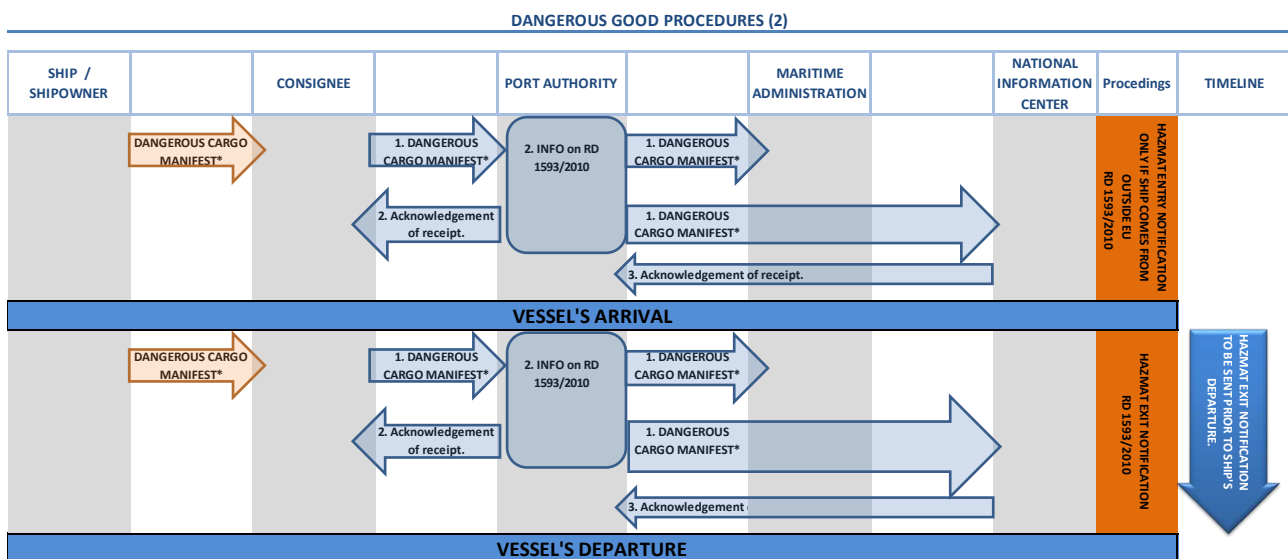 DANGEROUS GOOD PROCEDURES (2)
SHIP /
SHIPOWNER
CONSIGNEE
PORT AUTHORITY
MARITIME
ADMINISTRATION
NATIONAL
INFORMATION
CENTER
Procedings
TIMELINE
DANGEROUS CARGO
MANIFEST*
1. DANGEROUS
CARGO MANIFEST*
2. INFO on RD
1593/2010
1. DANGEROUS
CARGO MANIFEST*
2. Acknowledgement
of receipt.
1. DANGEROUS
CARGO MANIFEST*
3. Acknowledgement of receipt.
HAZMAT ENTRY NOTIFICATION
ONLY IF SHIP COMES FROM
OUTSIDE EU
RD 1593/2010
VESSEL'S ARRIVAL
DANGEROUS CARGO
MANIFEST*
1. DANGEROUS
CARGO MANIFEST*
2. INFO on RD
1593/2010
1. DANGEROUS
CARGO MANIFEST*
2. Acknowledgement
of receipt.
1. DANGEROUS
CARGO MANIFEST*
3. Acknowledgement
HAZMAT EXIT NOTIFICATION
RD 1593/2010
HAZMAT EXIT NOTIFICATION
TO BE SENT PRIOR TO SHIP'S
DEPARTURE.
VESSEL'S DEPARTURE